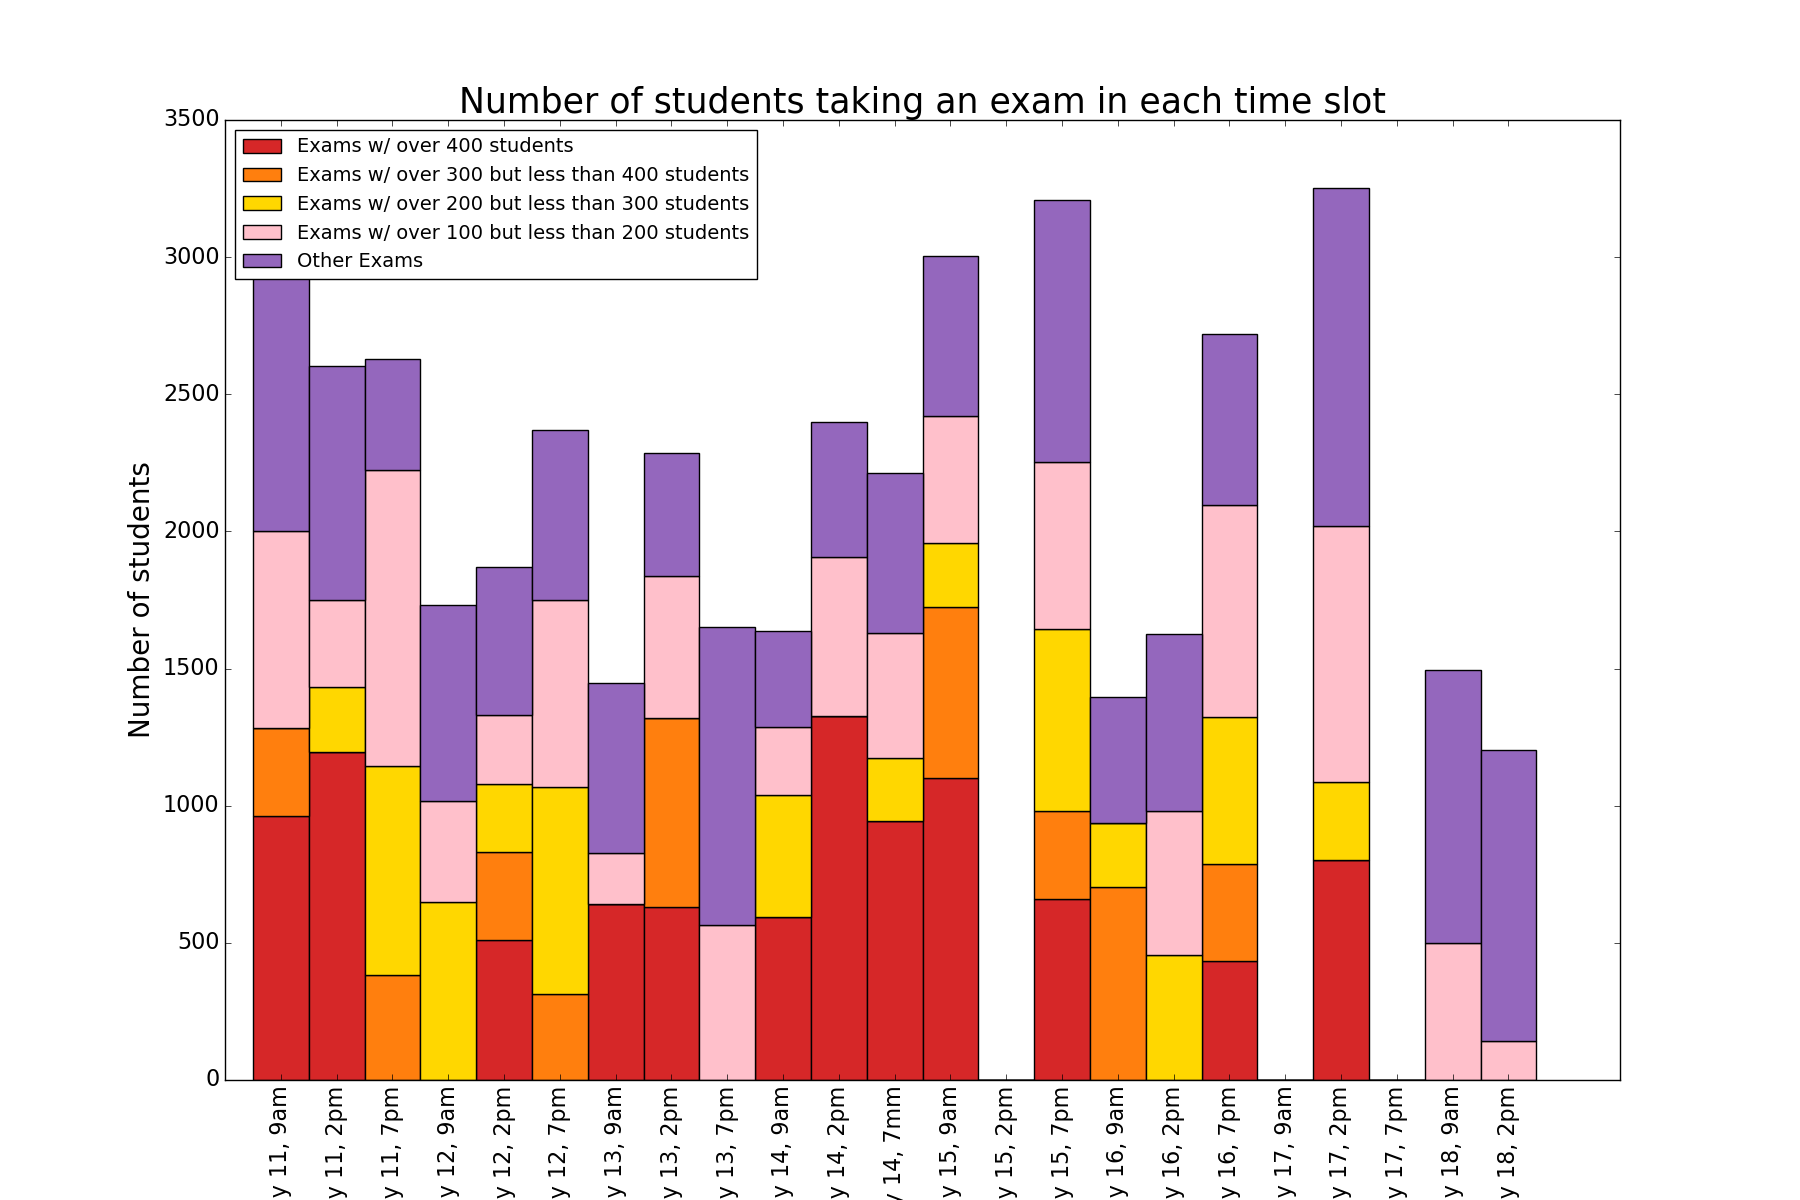 Number of students taking an exam in each time slot
Exams w/ over 400 students
Exams w/ over 300 but less than 400 students
Exams w/ over 200 but less than 300 students
Exams w/ over 100 but less than 200 students
Other Exams
Number of students
3500
3000
2500
2000
1500
1000
500
0
y 11, 9am
y 11, 2pm
y 11, 7pm
y 12, 9am
y 12, 2pm
y 12, 7pm
y 13, 9am
y 13, 2pm
y 13, 7pm
y 14, 9am
y 14, 2pm
y 14, 7mm
y 15, 9am
y 15, 2pm
y 15, 7pm
y 16, 9am
y 16, 2pm
y 16, 7pm
y 17, 9am
y 17, 2pm
y 17, 7pm
y 18, 9am
y 18, 2pm